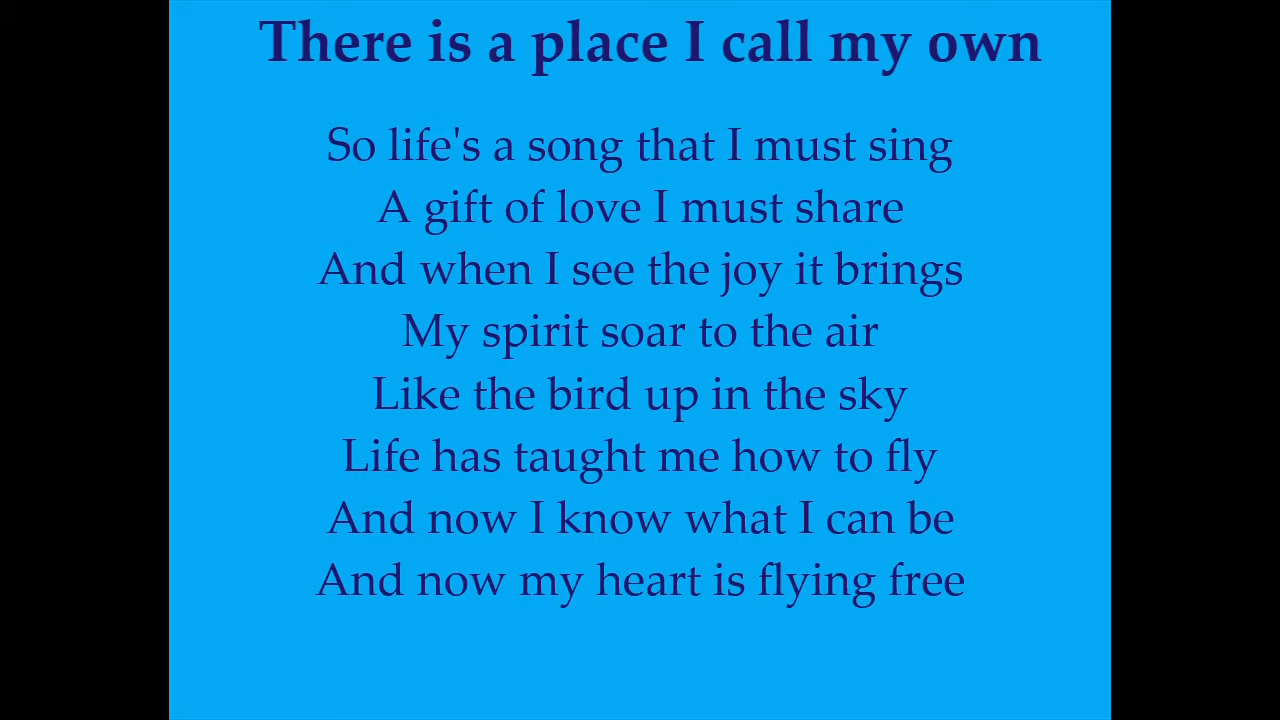 There is a place I call my own
So life's a song that I must sing
A gift of love I must share
And when I see the joy it brings
My spirit soar to the air
Like the bird up in the sky
Life has taught me how to fly
And now I know what I can be
And now my heart is flying free